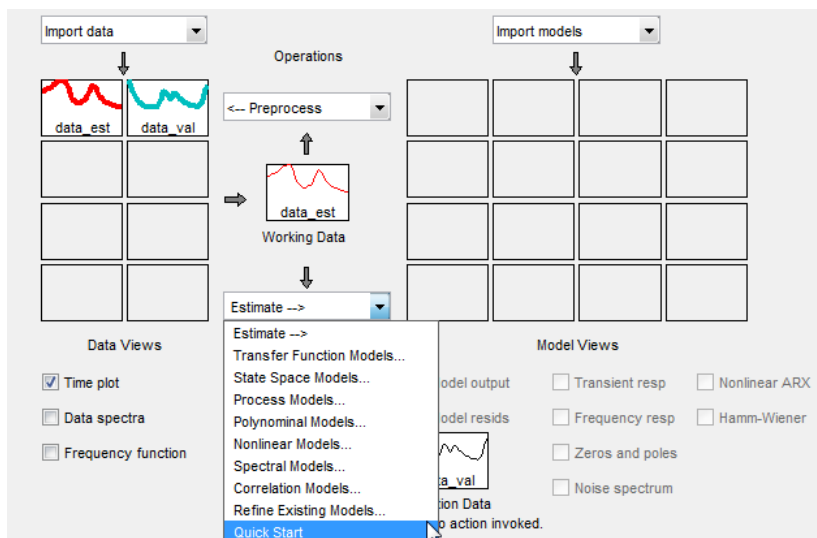 Import data
Import models
Operations
<-- Preprocess
data_est
data_val
data_est
Working Data
Estimate -->
Estimate -->
Transfer Function Models...
State Space Models...
Process Models...
Polynominal Models...
Nonlinear Models...
Spectral Models...
Correlation Models...
Refine Existing Models...
Quick Start
Data Views
Time plot
Data spectra
Frequency function
Model Views
odel output
Transient resp
Nonlinear ARX
odel resids
Frequency resp
Hamm-Wiener
Zeros and poles
Noise spectrum
ta_val
tion Data
o action invoked.